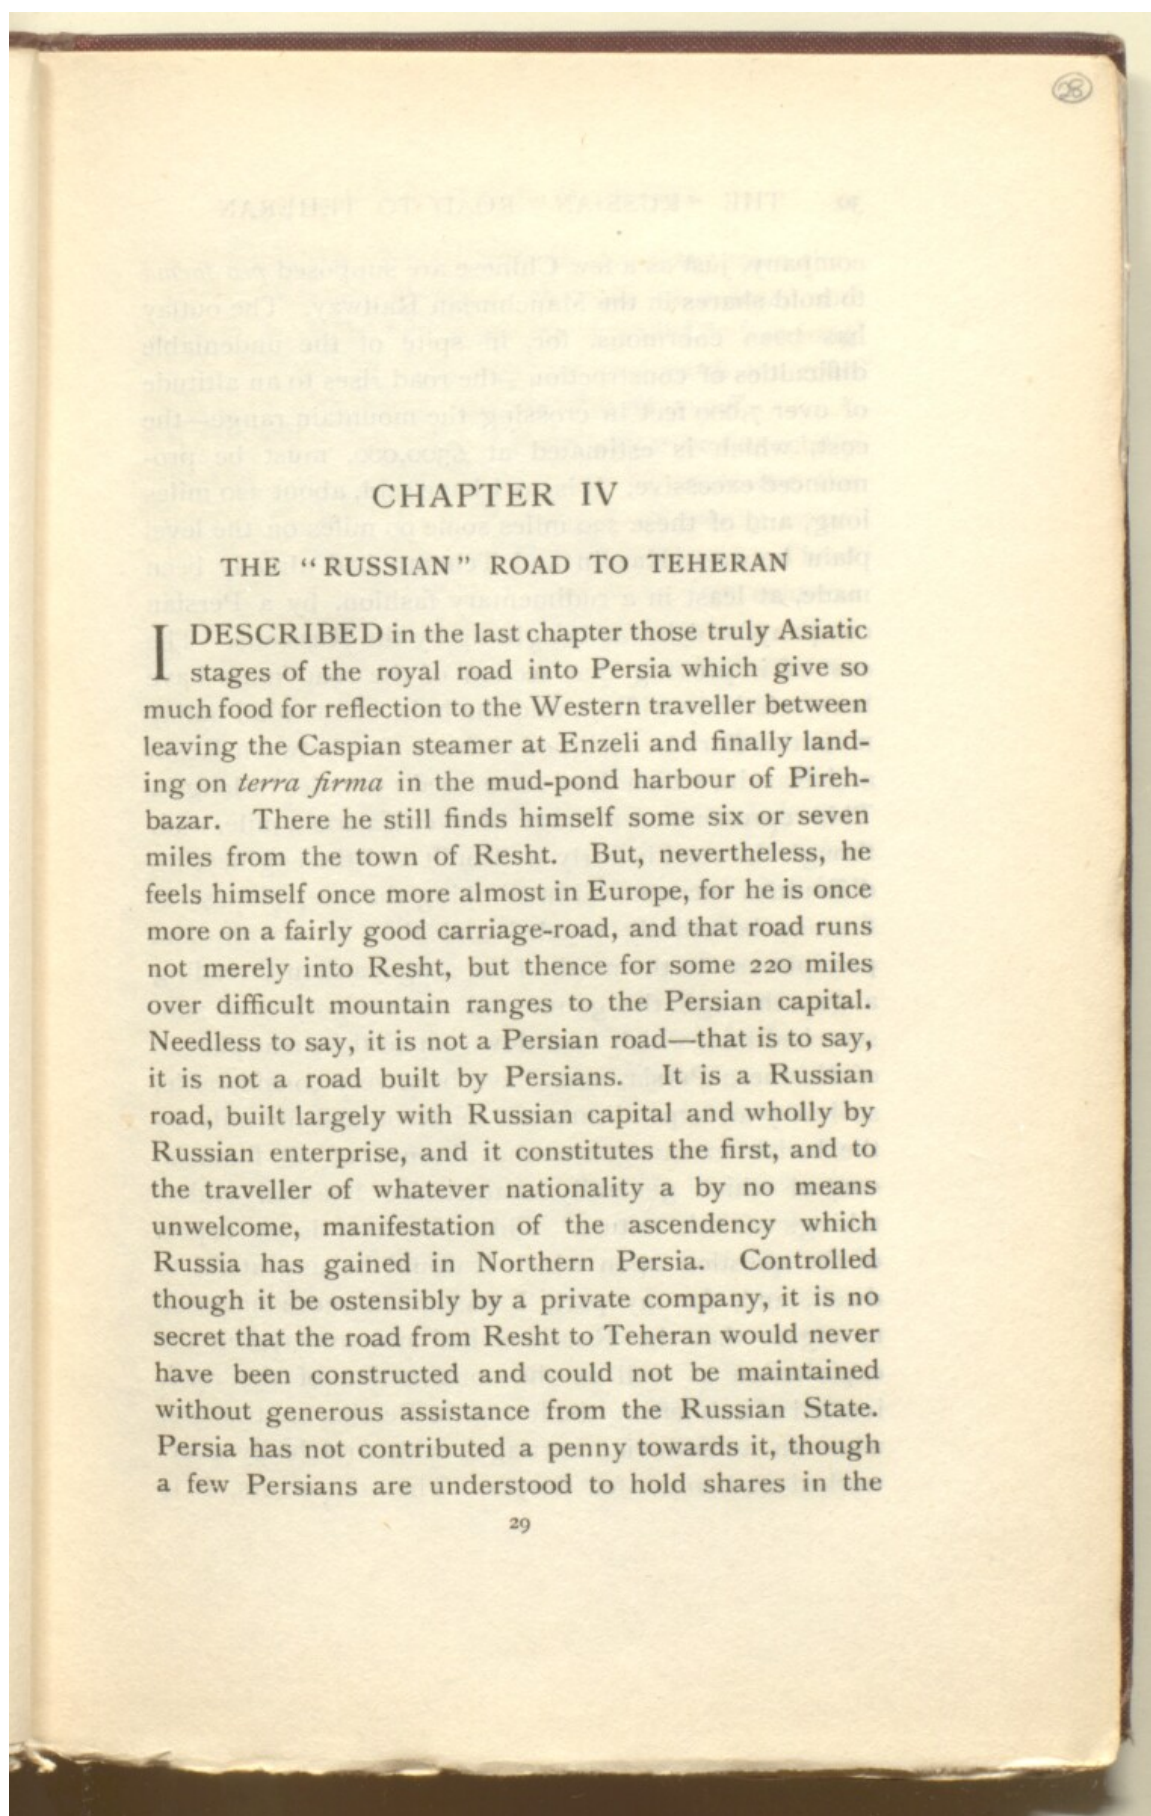 28
CHAPTER IV
THE “RUSSIAN” ROAD TO TEHERAN
I DESCRIBED in the last chapter those truly Asiatic
stages of the royal road into Persia which give so
much food for reflection to the Western traveller between
leaving the Caspian steamer at Enzeli and finally land-
ing on terra firma in the mud-pond harbour of Pireh-
bazar. There he still finds himself some six or seven
miles from the town of Resht. But, nevertheless, he
feels himself once more almost in Europe, for he is once
more on a fairly good carriage-road, and that road runs
not merely into Resht, but thence for some 220 miles
over difficult mountain ranges to the Persian capital.
Needless to say, it is not a Persian road—that is to say,
it is not a road built by Persians. It is a Russian
road, built largely with Russian capital and wholly by
Russian enterprise, and it constitutes the first, and to
the traveller of whatever nationality a by no means
unwelcome, manifestation of the ascendency which
Russia has gained in Northern Persia. Controlled
though it be ostensibly by a private company, it is no
secret that the road from Resht to Teheran would never
have been constructed and could not be maintained
without generous assistance from the Russian State.
Persia has not contributed a penny towards it, though
a few Persians are understood to hold shares in the
29